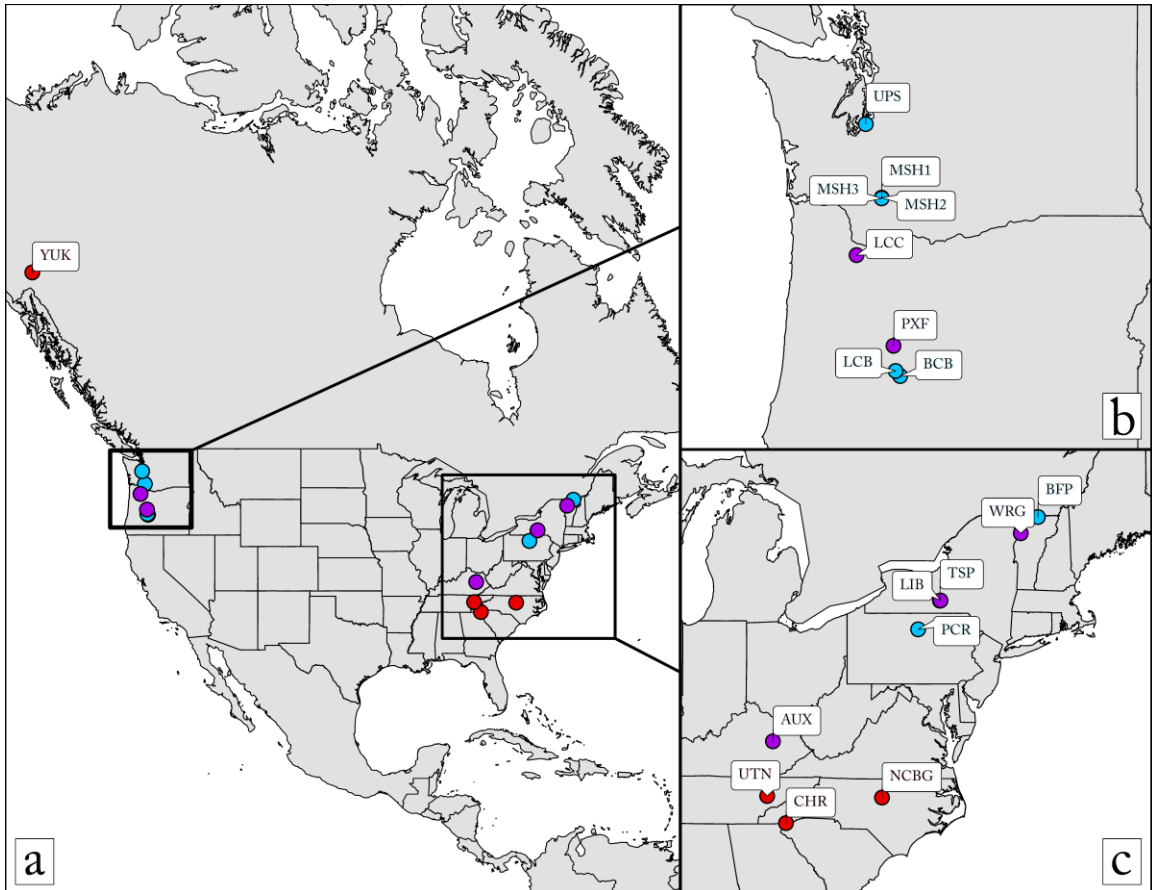 YUK
a
UPS
MSH1
MSH3
MSH2
LCC
PXF
LCB
BCB
b
BFP
WRG
TSP
LIB
PCR
AUX
UTN
NCBG
CHR
c